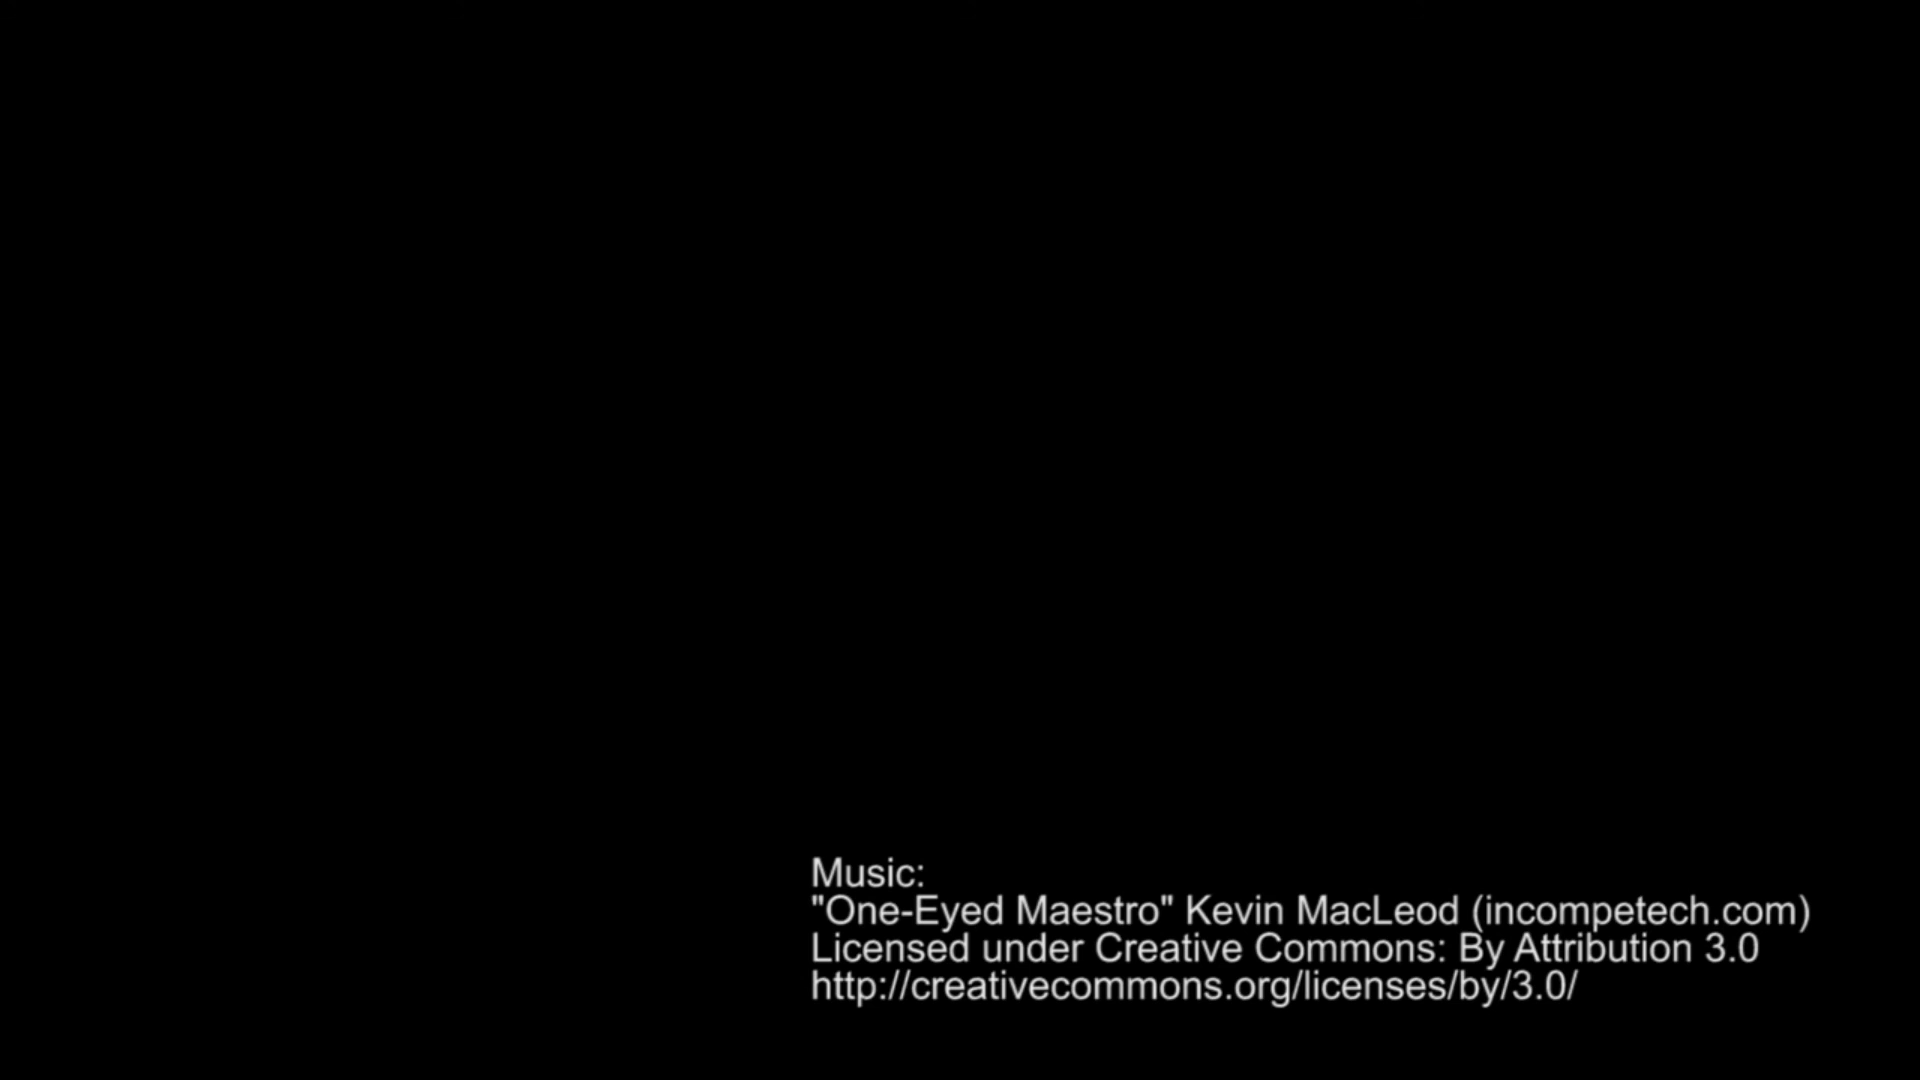 Music:
"One-Eyed Maestro" Kevin MacLeod (incompetech.com)
Licensed under Creative Commons: By Attribution 3.0
http://creativecommons.org/licenses/by/3.0/